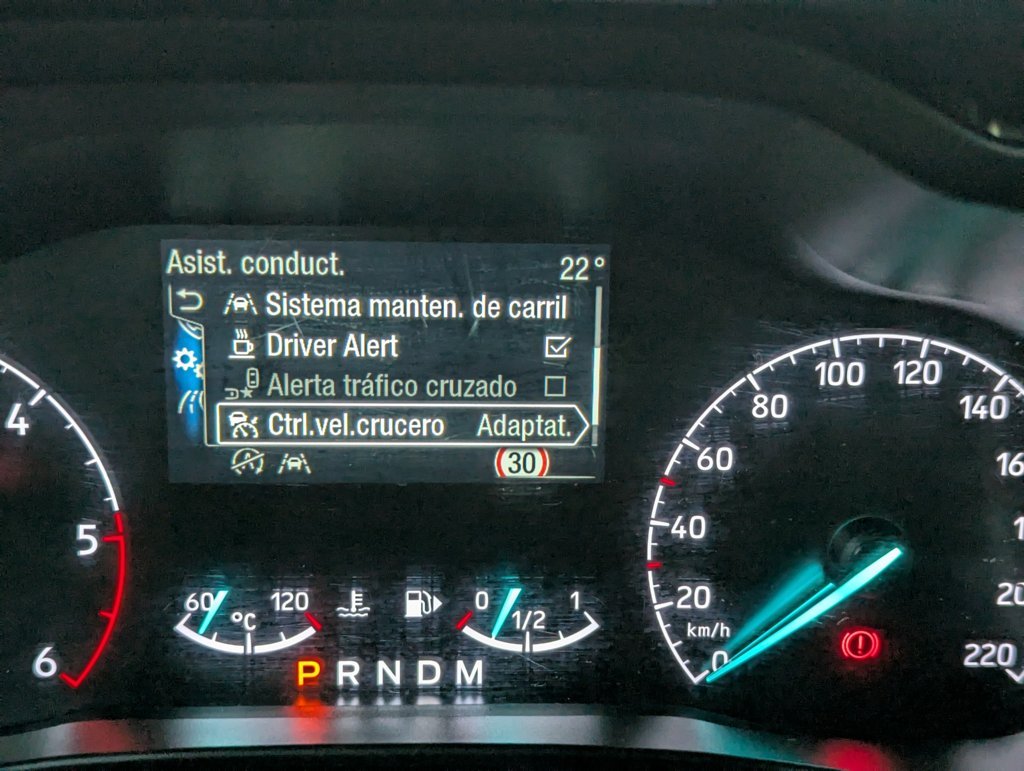 Asist. conduct. 22°
Sistema manten. de carril
Driver Alert
Alerta tráfico cruzado
Ctrl.vel.crucero Adaptat.
30
4
5
6
60 °C 120
0 1/2 1
P R N D M
0
20
40
60
80
100
120
140
220
km/h